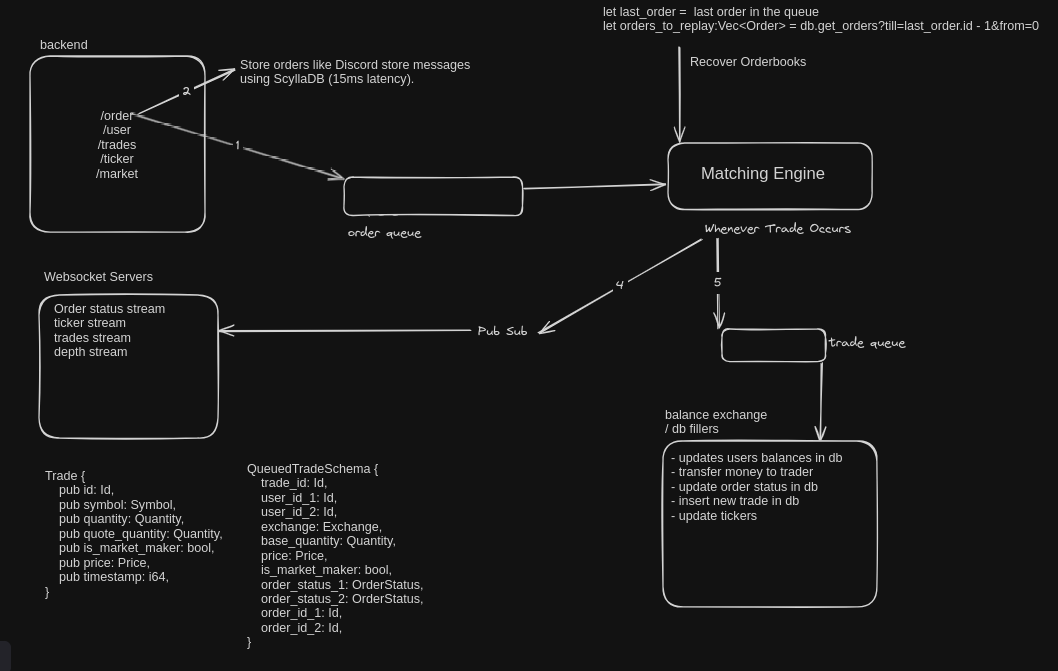 let last_order =  last order in the queue
let orders_to_replay:Vec<Order> = db.get_orders?till=last_order.id - 1&from=0
backend
Store orders like Discord store messages
using ScyllaDB (15ms latency).
Recover Orderbooks
2
/order
/user
/trades
/ticker
/market
1
Matching Engine
order queue
Whenever Trade Occurs
Websocket Servers
4
5
Order status stream
ticker stream
trades stream
depth stream
Pub Sub
trade queue
balance exchange
/ db fillers
- updates users balances in db
- transfer money to trader
- update order status in db
- insert new trade in db
- update tickers
Trade {
pub id: Id,
pub symbol: Symbol,
pub quantity: Quantity,
pub quote_quantity: Quantity,
pub is_market_maker: bool,
pub price: Price,
pub timestamp: i64,
}
QueuedTradeSchema {
trade_id: Id,
user_id_1: Id,
user_id_2: Id,
exchange: Exchange,
base_quantity: Quantity,
price: Price,
is_market_maker: bool,
order_status_1: OrderStatus,
order_status_2: OrderStatus,
order_id_1: Id,
order_id_2: Id,
}